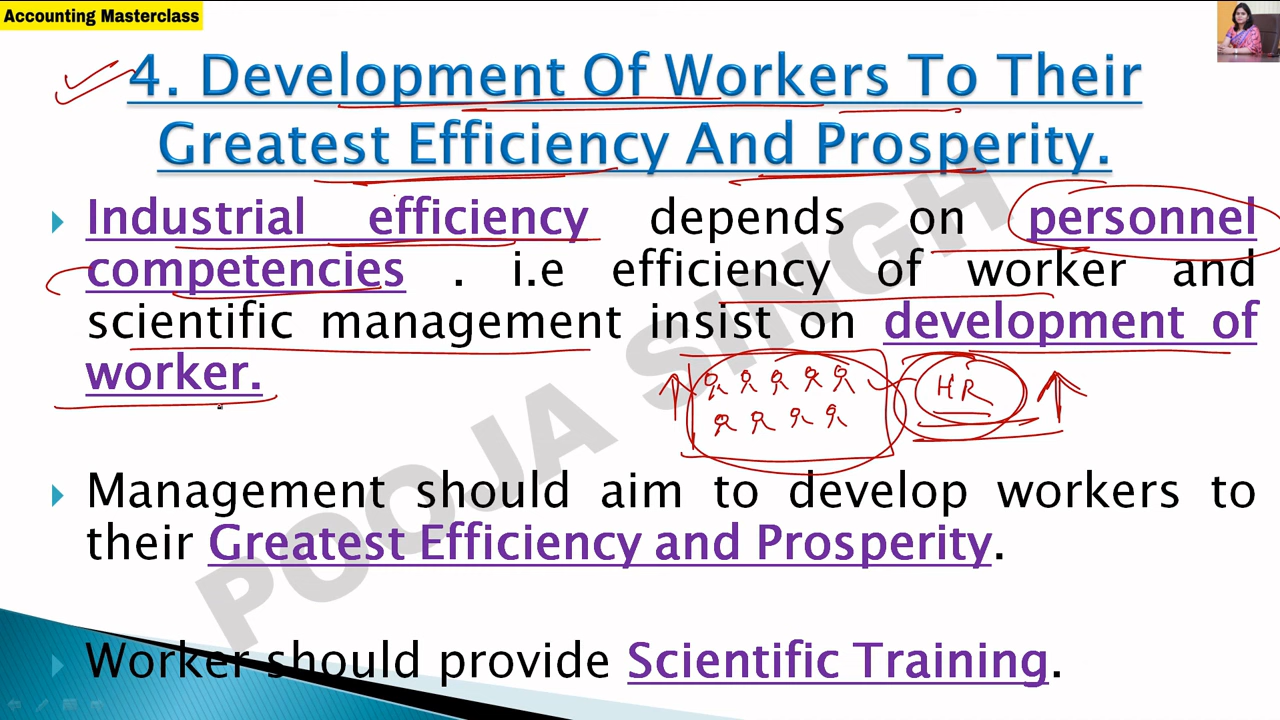 Accounting Masterclass
4. Development Of Workers To Their
Greatest Efficiency And Prosperity.
Industrial efficiency depends on personnel
competencies . i.e efficiency of worker and
scientific management insist on development of
worker.
HR
Management should aim to develop workers to
their Greatest Efficiency and Prosperity.
Worker should provide Scientific Training.
POOJA SINGH